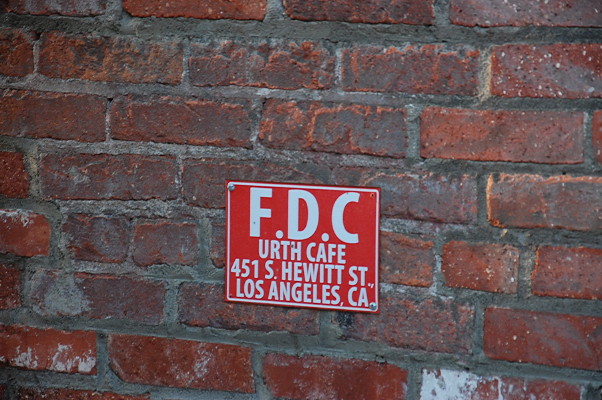 F.D.C
URTH CAFE
451 S. HEWITT ST.,
LOS ANGELES, CA